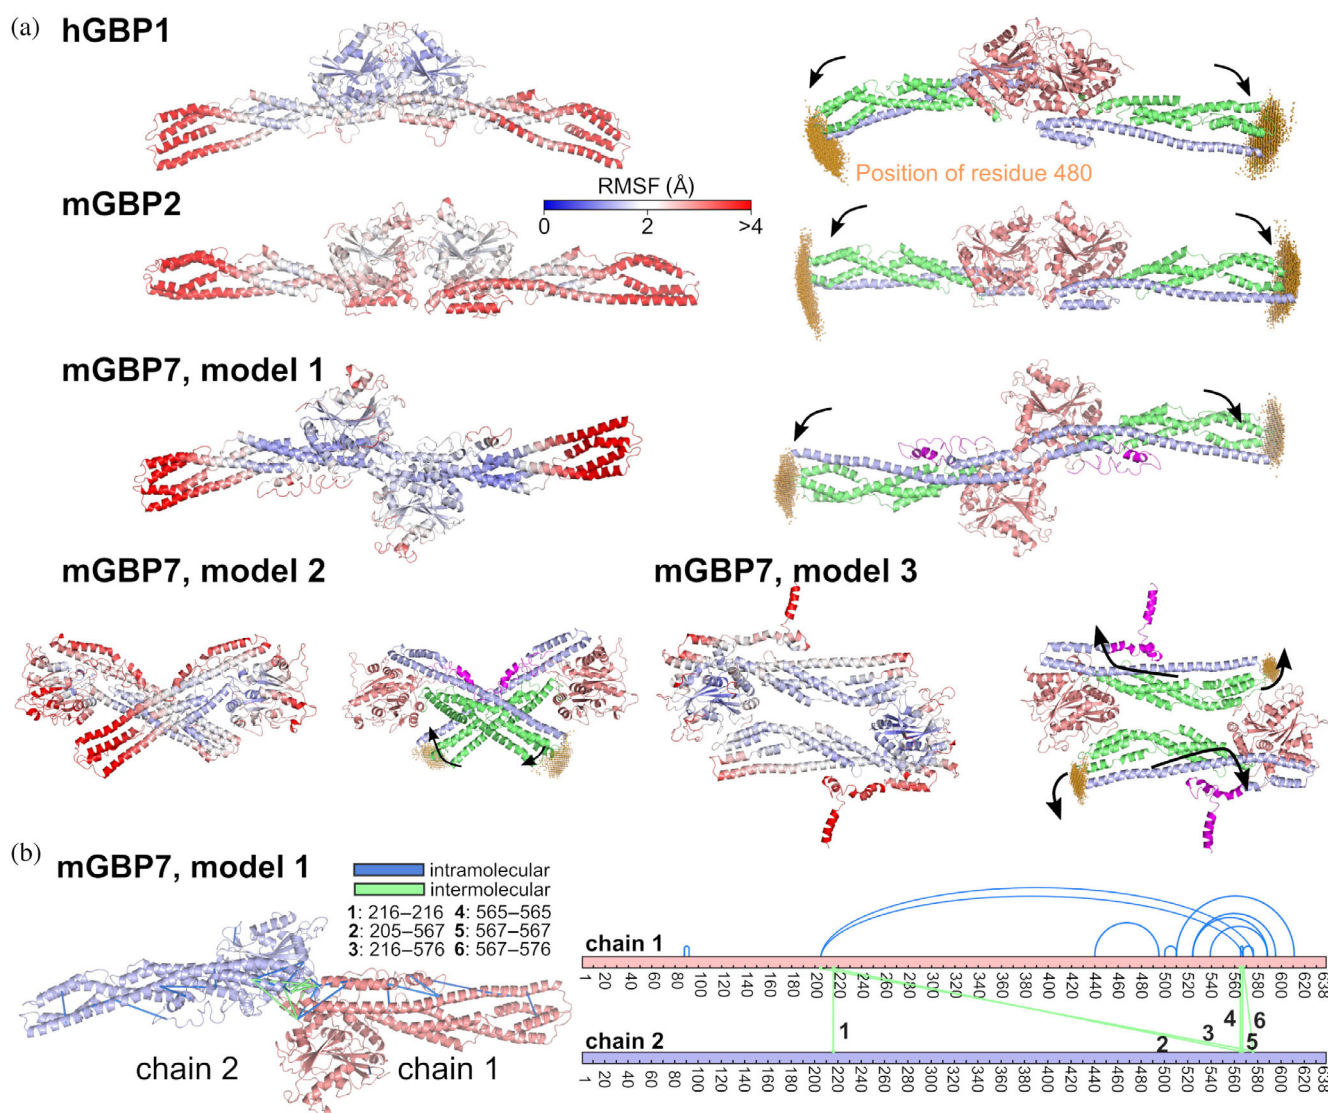 (a) hGBP1
Position of residue 480
RMSF (Å)
0 2 >4
mGBP2
mGBP7, model 1
mGBP7, model 2
mGBP7, model 3
(b) mGBP7, model 1
intramolecular
intermolecular
1: 216–216 4: 565–565
2: 205–567 5: 567–567
3: 216–576 6: 567–576
chain 2
chain 1
chain 1
1 20 40 60 80 100 120 140 160 180 200 220 240 260 280 300 320 340 360 380 400 420 440 460 480 500 520 540 560 580 600 620 638
1 2 3 4 5 6
chain 2
1 20 40 60 80 100 120 140 160 180 200 220 240 260 280 300 320 340 360 380 400 420 440 460 480 500 520 540 560 580 600 620 638